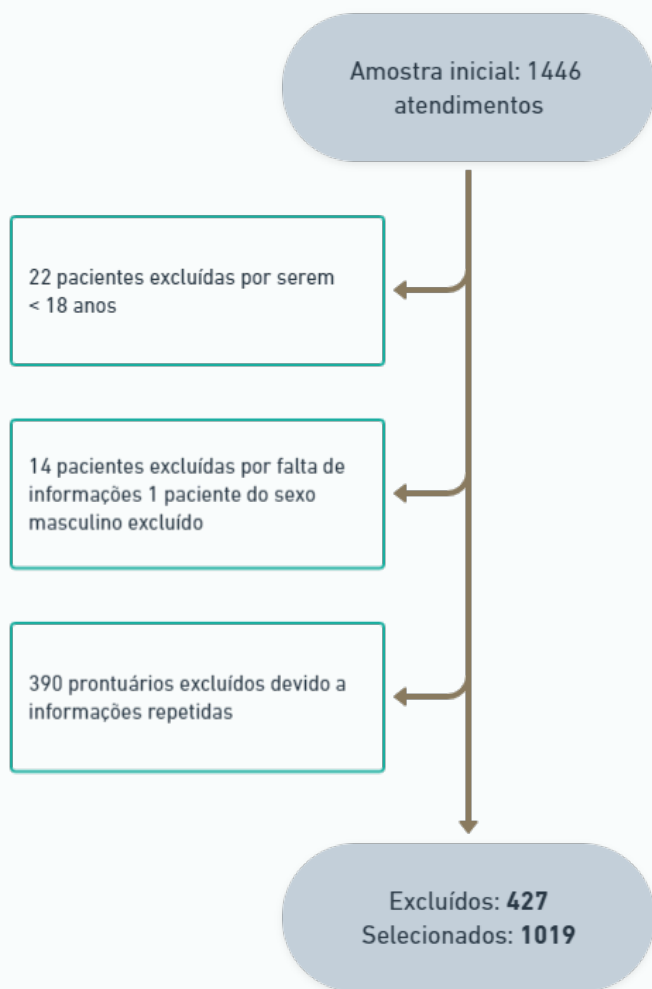 Amostra inicial: 1446
atendimentos
22 pacientes excluídas por serem
< 18 anos
14 pacientes excluídas por falta de
informações 1 paciente do sexo
masculino excluído
390 prontuários excluídos devido a
informações repetidas
Excluídos: 427
Selecionados: 1019